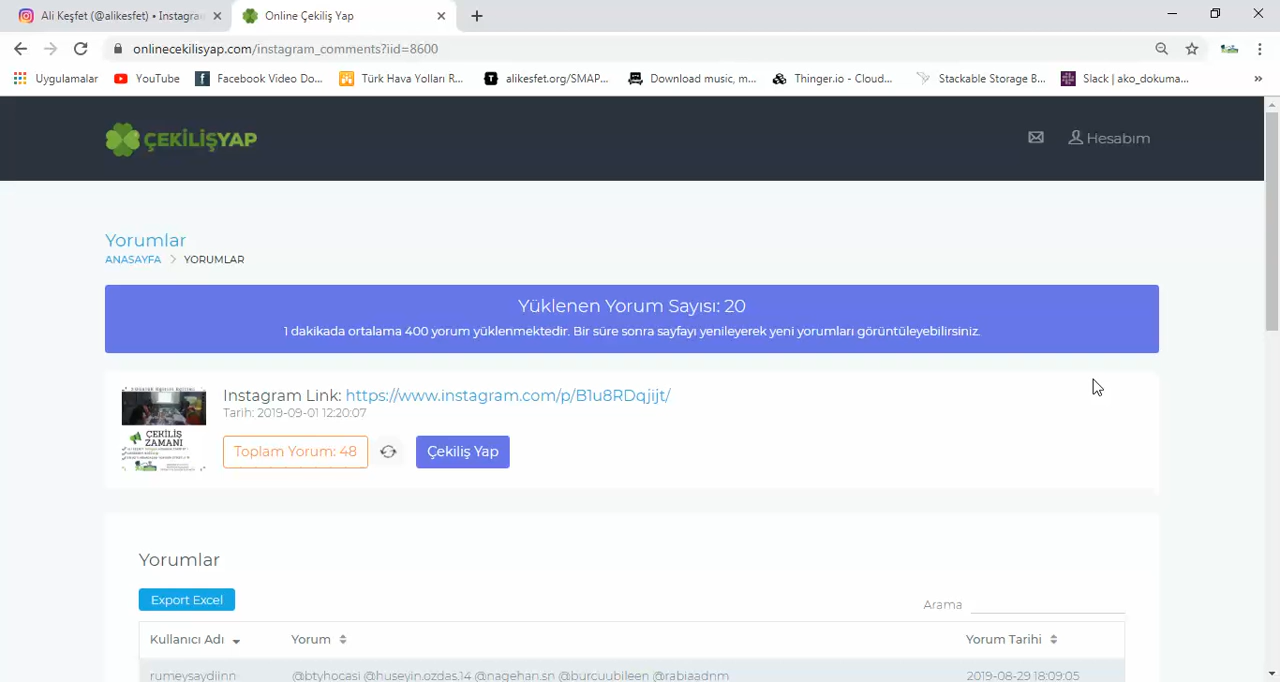 Ali Keşfet (@alikesfet) • Instagra
Online Çekiliş Yap
onlinecekilisyap.com/instagram_comments?iid=8600
Uygulamalar
YouTube
Facebook Video Do...
Türk Hava Yolları R...
alikesfet.org/SMAP...
Download music, m...
Thinger.io - Cloud...
Stackable Storage B...
Slack | ako_dokuma...
»
ÇEKİLİŞYAP
Hesabım
Yorumlar
ANASAYFA > YORUMLAR
Yüklenen Yorum Sayısı: 20
1 dakikada ortalama 400 yorum yüklenmektedir. Bir süre sonra sayfayı yenileyerek yeni yorumları görüntüleyebilirsiniz.
Instagram Link: https://www.instagram.com/p/B1u8RDqjijt/
Tarih: 2019-09-01 12:20:07
ÇEKİLİŞ
ZAMANI
Toplam Yorum: 48
Çekiliş Yap
Yorumlar
Export Excel
Arama
Kullanıcı Adı Yorum Yorum Tarihi
rumeysaydiinn @btyhocasi @huseyin.ozdas.14 @nagehan.sn @burcuubileen @rabiaadnm 2019-08-29 18:09:05